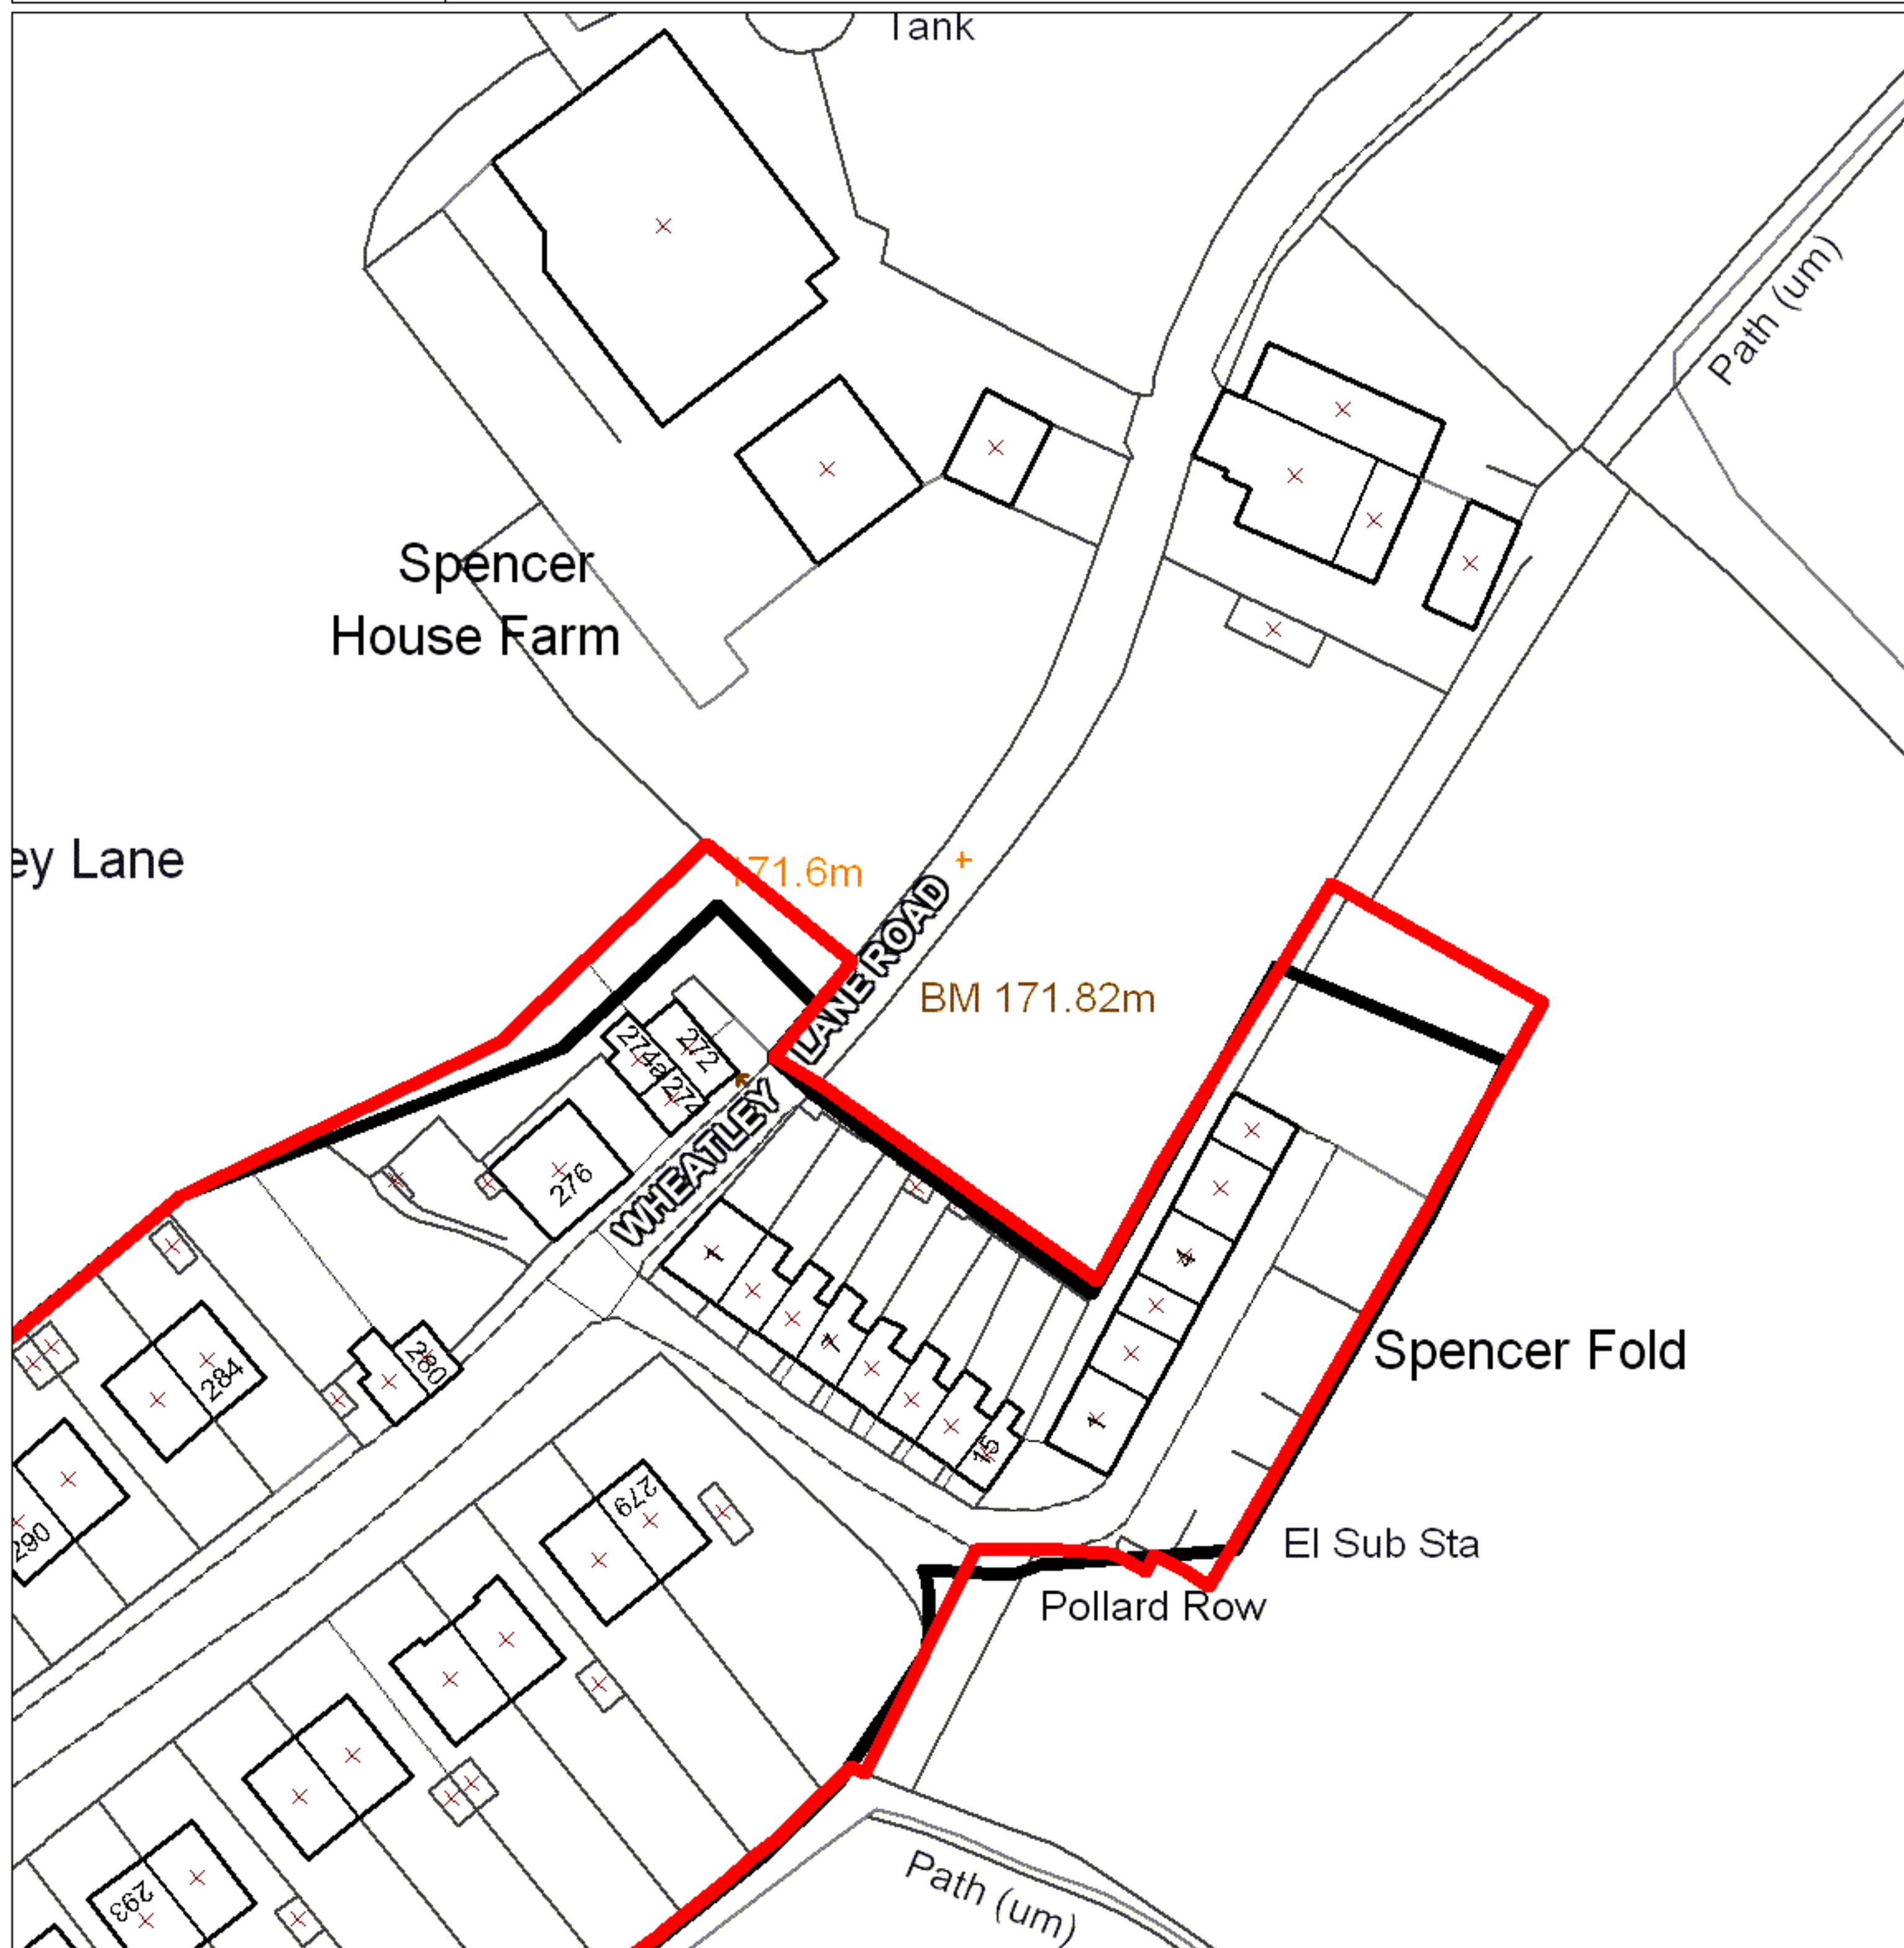 Tank
Path (um)
Spencer
House Farm
ey Lane
171.6m
WHEATLEY LANE ROAD
BM 171.82m
272
274a
274
276
1
7
15
4
1
280
284
290
279
293
Spencer Fold
El Sub Sta
Pollard Row
Path (um)